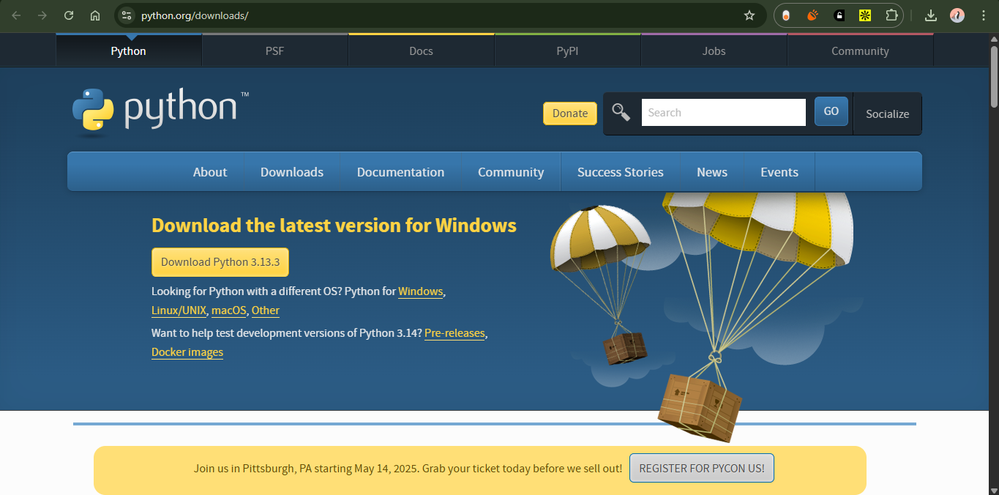 python.org/downloads/
Python PSF Docs PyPI Jobs Community
python™
Donate Search GO Socialize
About Downloads Documentation Community Success Stories News Events
Download the latest version for Windows
Download Python 3.13.3
Looking for Python with a different OS? Python for Windows,
Linux/UNIX, macOS, Other
Want to help test development versions of Python 3.14? Pre-releases,
Docker images
Join us in Pittsburgh, PA starting May 14, 2025. Grab your ticket today before we sell out! REGISTER FOR PYCON US!